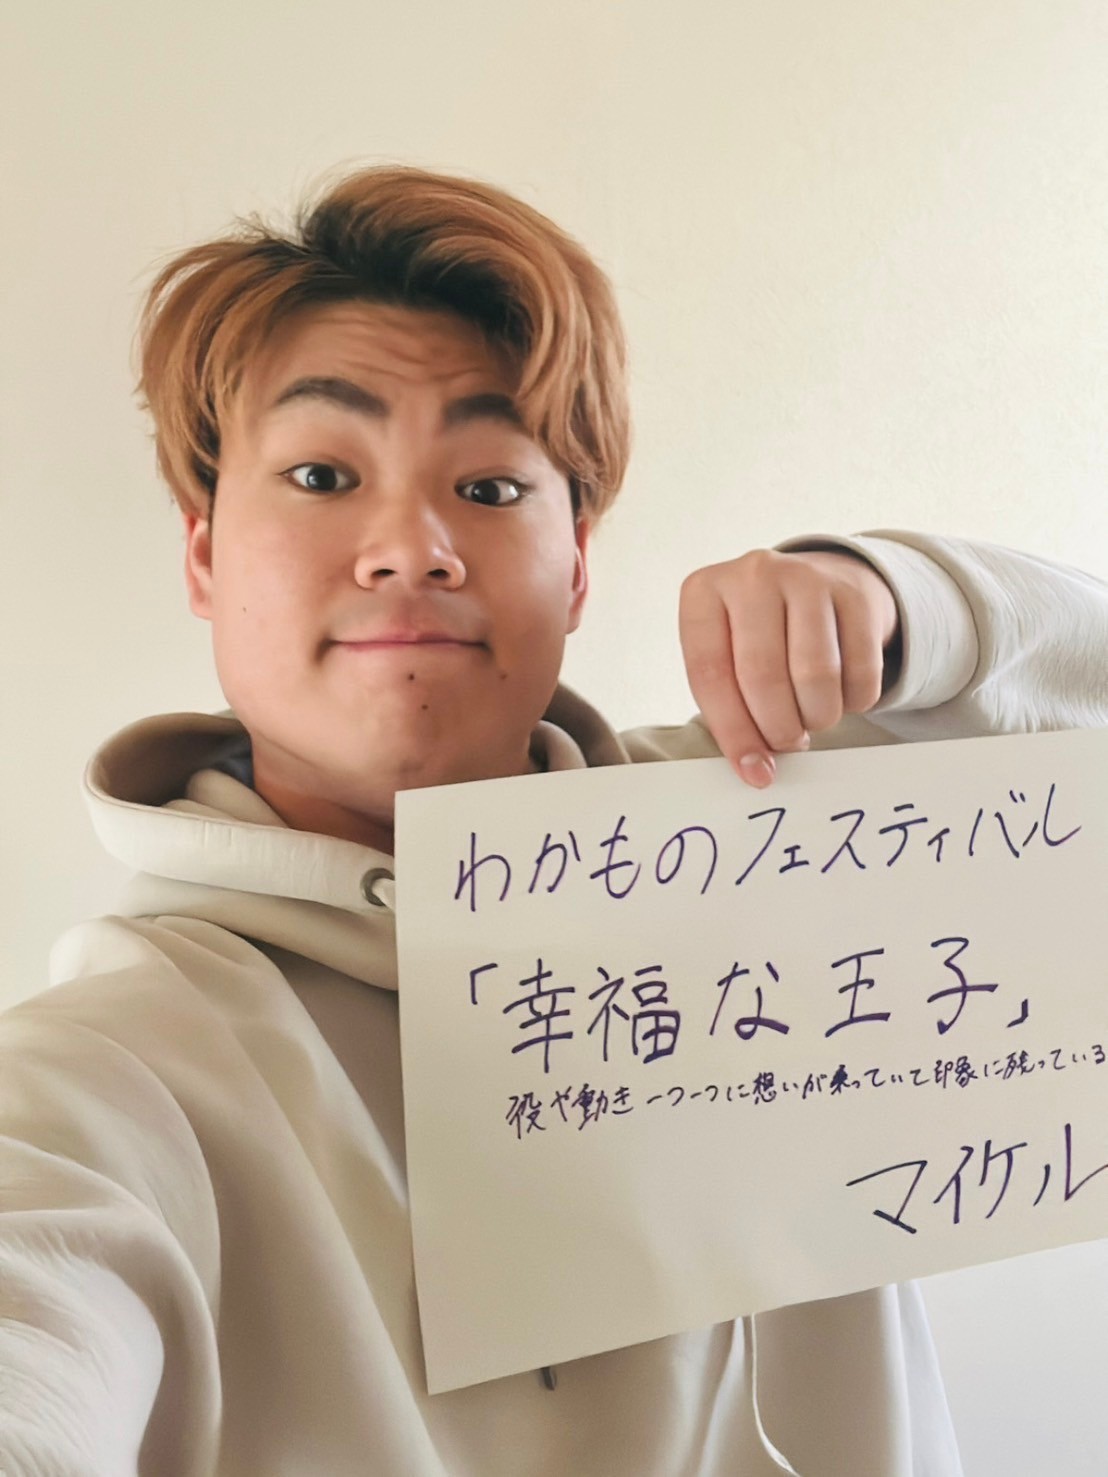 わかものフェスティバル
「幸福な王子」
役や動き一つ一つに想いが乗っていて印象に残っている
マイケル